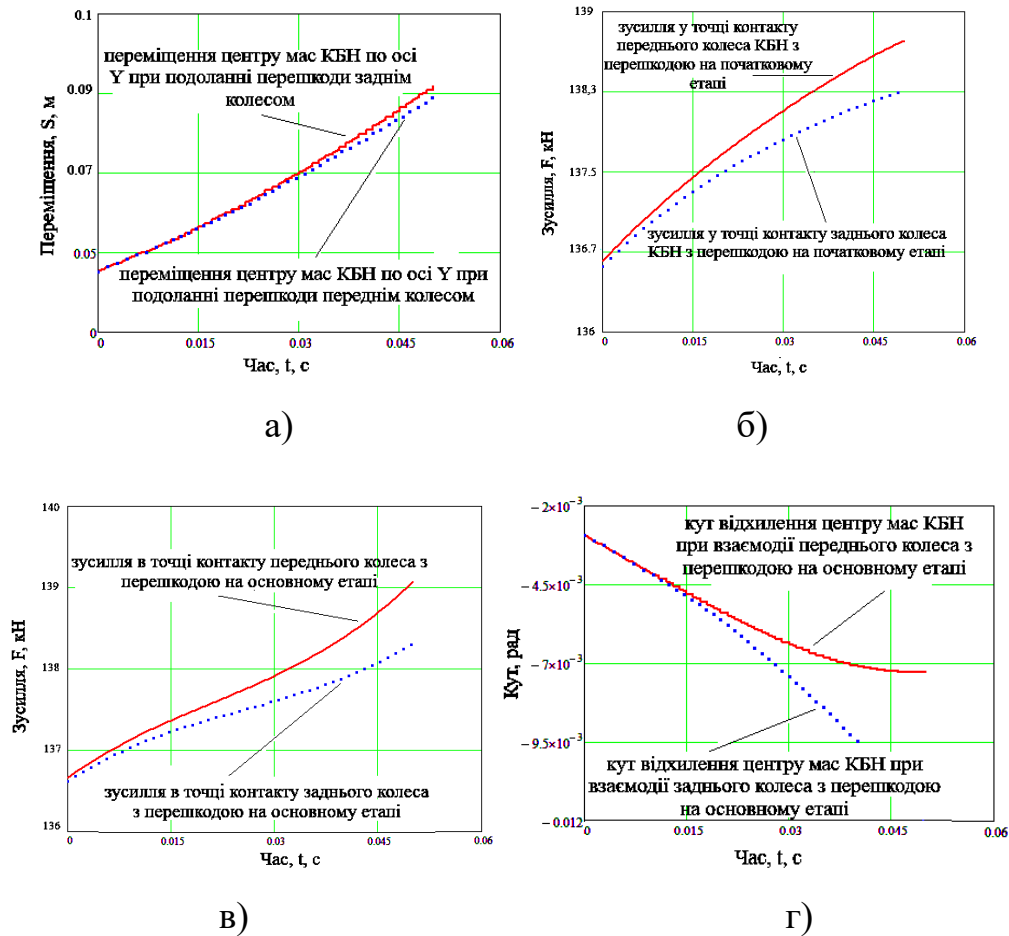 0.1
переміщення центру мас КБН по осі
Y при подоланні перешкоди заднім
колесом
0.09
0.07
0.05
0
Переміщення, S, м
переміщення центру мас КБН по осі Y при
подоланні перешкоди переднім колесом
0 0.015 0.03 0.045 0.06
Час, t, с
а)
139
зусилля у точці контакту
переднього колеса КБН з
перешкодою на початковому
етапі
138,3
137.5
136.7
136
Зусилля, F, кН
зусилля у точці контакту заднього колеса
КБН з перешкодою на початковому етапі
0 0.015 0.03 0.045 0.06
Час, t, с
б)
140
зусилля в точці контакту переднього колеса з
перешкодою на основному етапі
139
138
137
136
Зусилля, F, кН
зусилля в точці контакту заднього колеса
з перешкодою на основному етапі
0 0.015 0.03 0.045 0.06
Час, t, с
в)
−2×10⁻³
кут відхилення центру мас КБН
при взаємодії переднього колеса з
перешкодою на основному етапі
−4.5×10⁻³
−7×10⁻³
−9.5×10⁻³
−0.012
Кут, рад
кут відхилення центру мас КБН при
взаємодії заднього колеса з перешкодою
на основному етапі
0 0.015 0.03 0.045 0.06
Час, t, с
г)